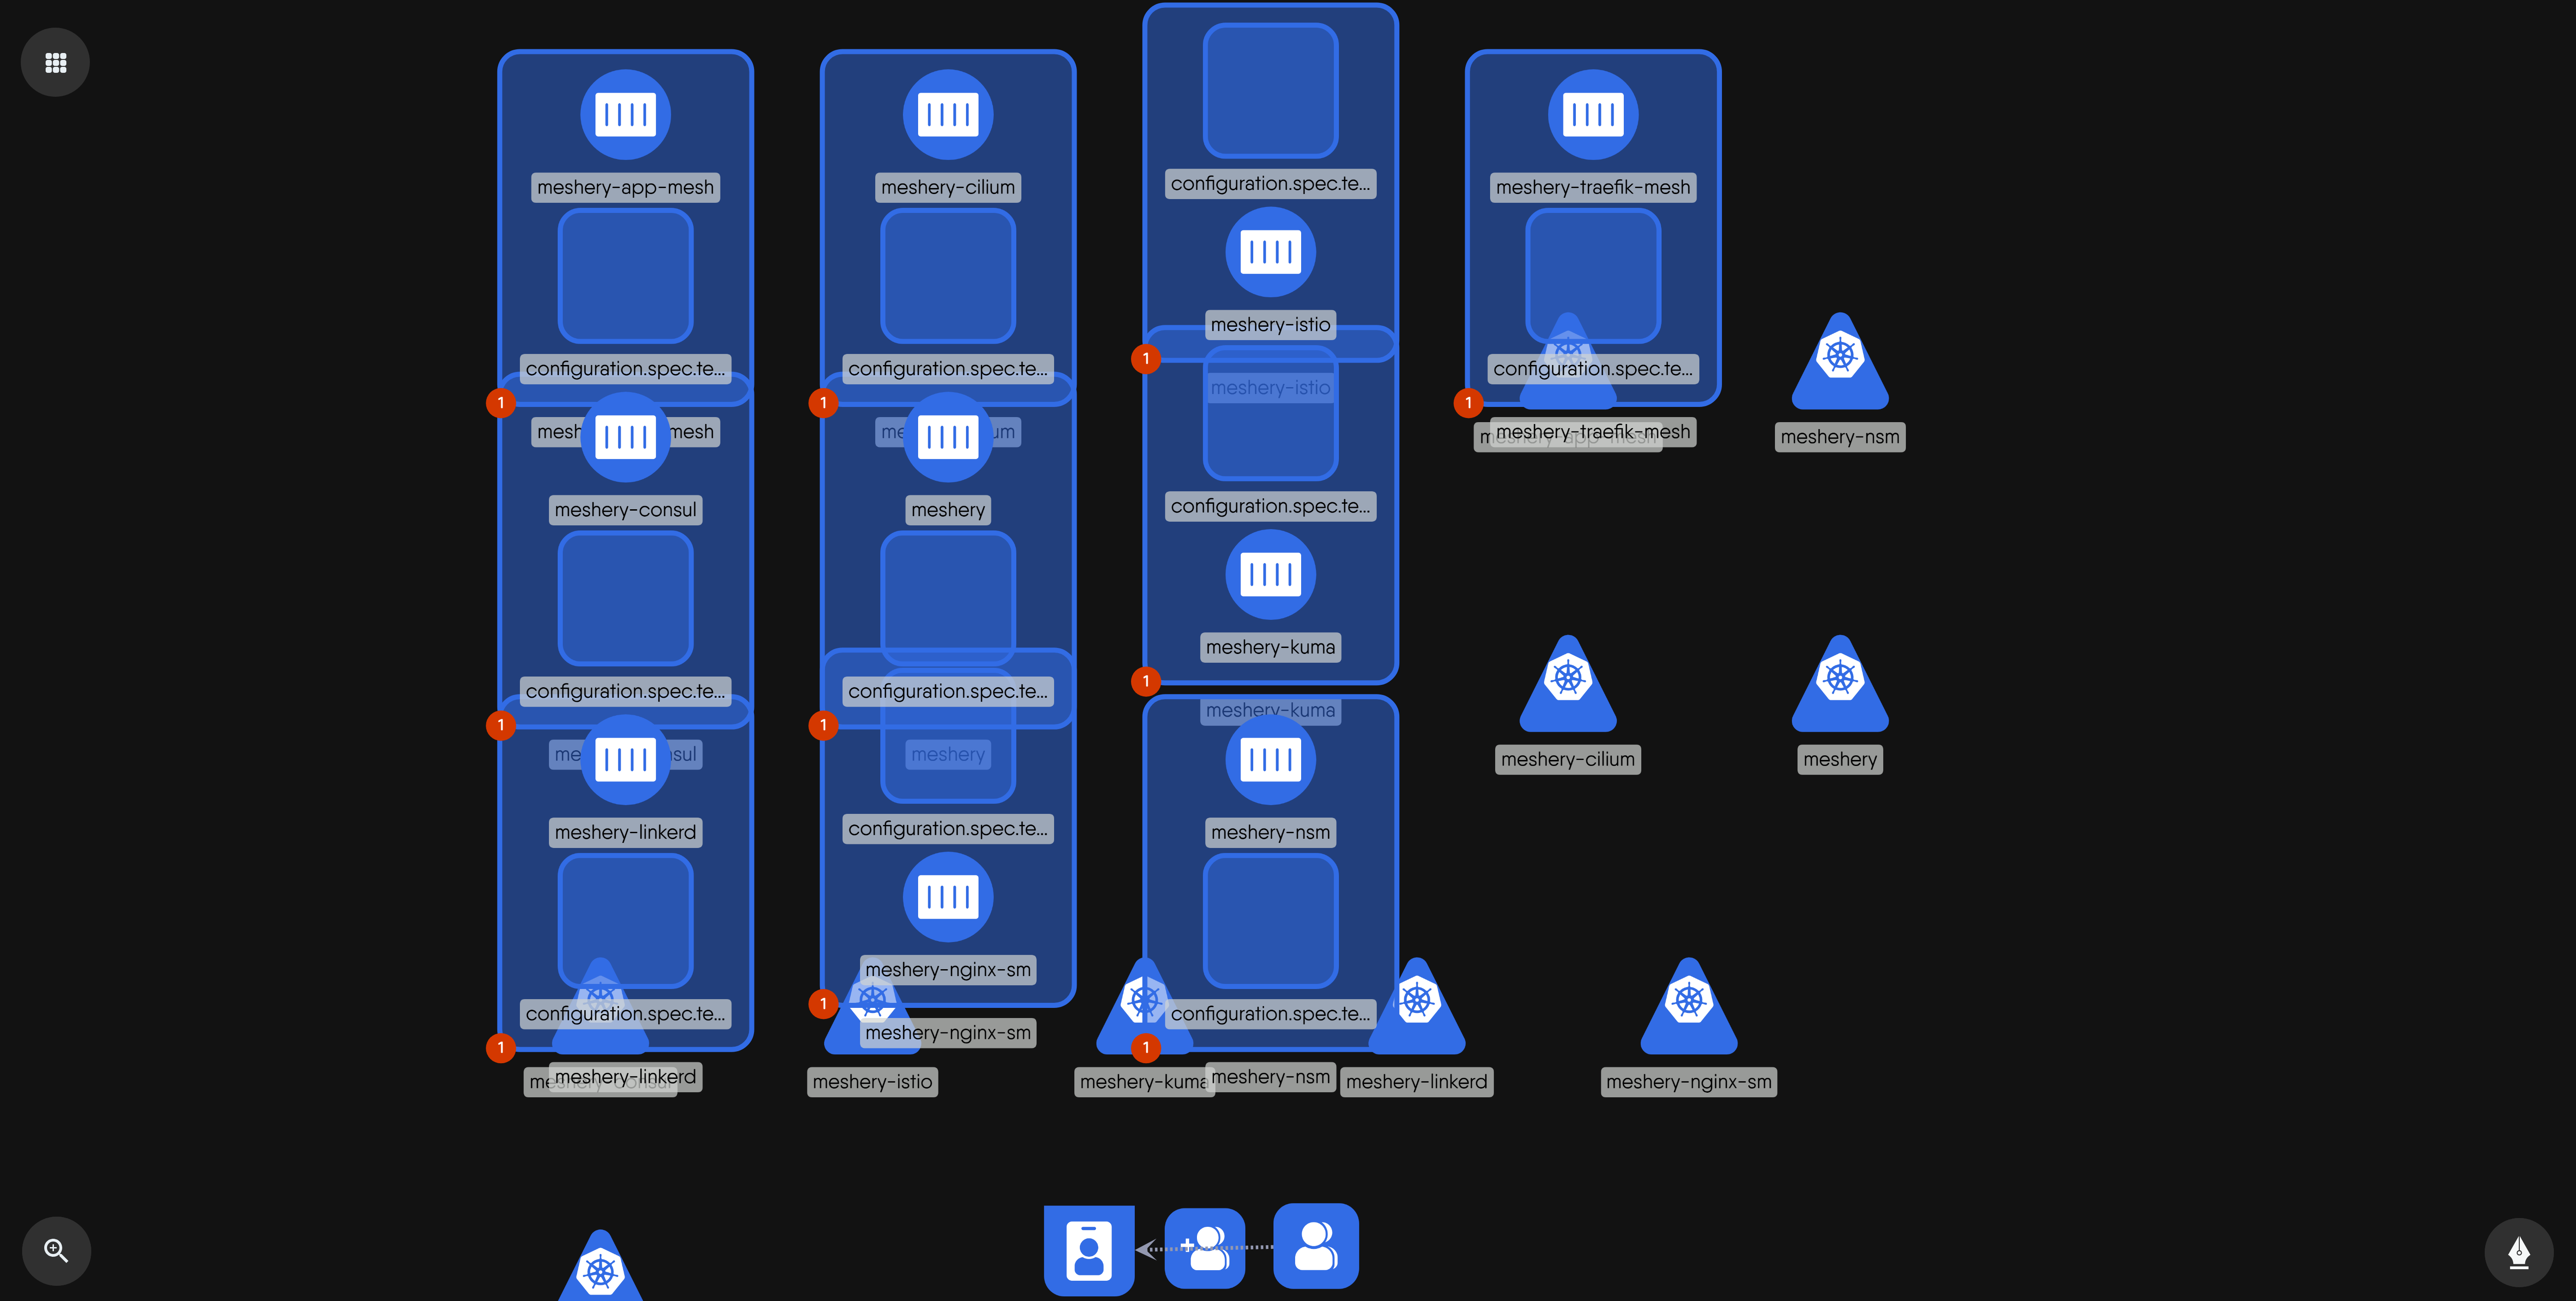 meshery-app-mesh
configuration.spec.te...
1
mesh mesh
meshery-consul
configuration.spec.te...
1
meshery-linkerd
configuration.spec.te...
1
meshery-linkerd
meshery-cilium
configuration.spec.te...
1
meshery
configuration.spec.te...
1
meshery
configuration.spec.te...
meshery-nginx-sm
1
meshery-nginx-sm
meshery-istio
configuration.spec.te...
meshery-istio
1
meshery-istio
configuration.spec.te...
meshery-kuma
1
meshery-kuma
meshery-nsm
configuration.spec.te...
1
meshery-kuma
meshery-nsm
meshery-linkerd
meshery-traefik-mesh
configuration.spec.te...
1
meshery-traefik-mesh
meshery-nsm
meshery-cilium
meshery
meshery-nginx-sm